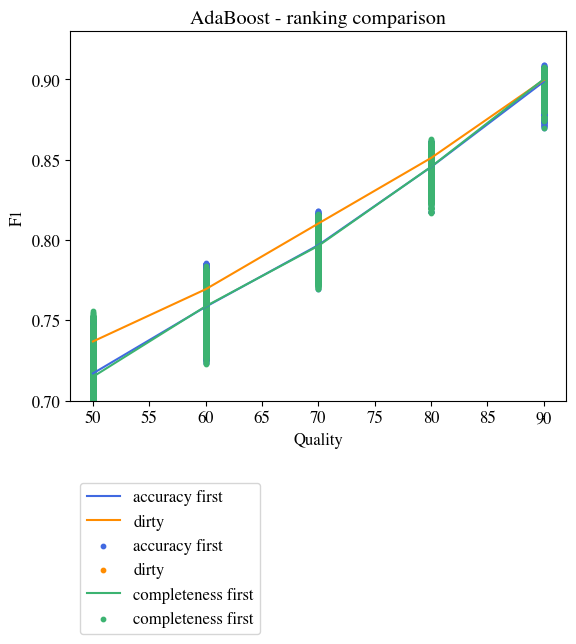 AdaBoost - ranking comparison
0.90
0.85
0.80
0.75
0.70
F1
50 55 60 65 70 75 80 85 90
Quality
accuracy first
dirty
accuracy first
dirty
completeness first
completeness first